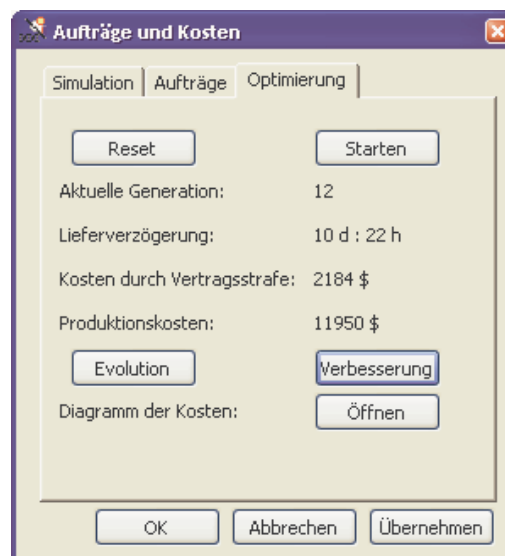 Aufträge und Kosten
Simulation Aufträge Optimierung
Reset Starten
Aktuelle Generation: 12
Lieferverzögerung: 10 d : 22 h
Kosten durch Vertragsstrafe: 2184 $
Produktionskosten: 11950 $
Evolution Verbesserung
Diagramm der Kosten: Öffnen
OK Abbrechen Übernehmen